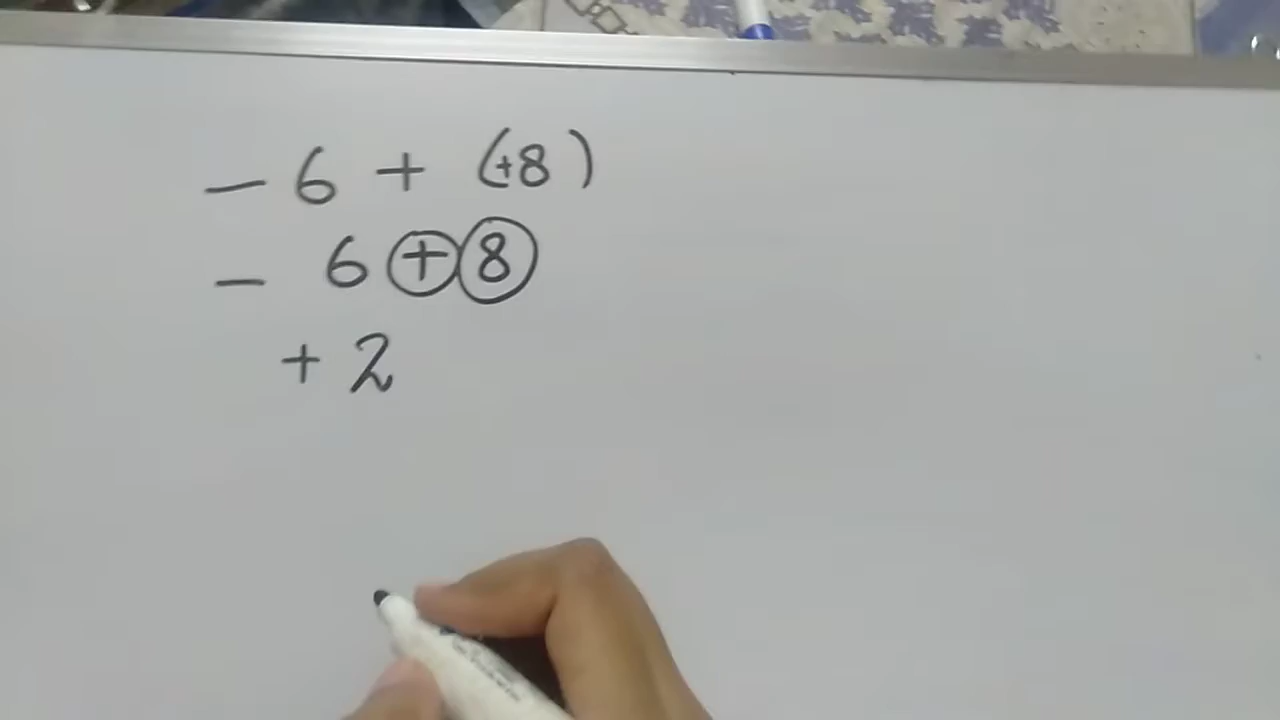 - 6 + (+8)
- 6 + 8
+ 2